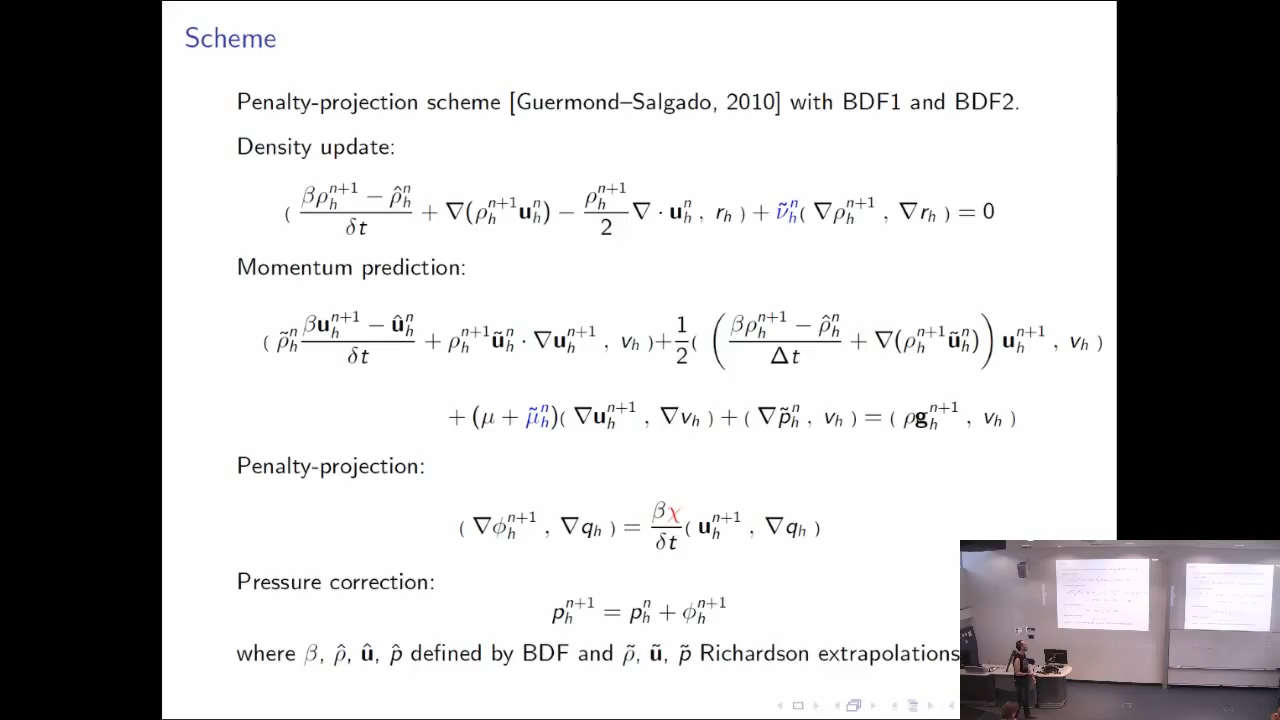 Scheme
Penalty-projection scheme [Guermond–Salgado, 2010] with BDF1 and BDF2.
Density update:
( (βρ_h^{n+1} − ρ̂_h^n)/δt + ∇(ρ_h^{n+1} 𝐮_h^n) − ρ_h^{n+1}/2 ∇ · 𝐮_h^n , r_h ) + ν̃_h^n ( ∇ρ_h^{n+1} , ∇r_h ) = 0
Momentum prediction:
( ρ̃_h^n (β𝐮_h^{n+1} − 𝐮̂_h^n)/δt + ρ_h^{n+1} 𝐮̃_h^n · ∇𝐮_h^{n+1} , v_h ) + 1/2 ( ( (βρ_h^{n+1} − ρ̂_h^n)/Δt + ∇(ρ_h^{n+1} 𝐮̃_h^n) ) 𝐮_h^{n+1} , v_h )
+ (μ + μ̃_h^n)( ∇𝐮_h^{n+1} , ∇v_h ) + ( ∇p̃_h^n , v_h ) = ( ρ𝐠_h^{n+1} , v_h )
Penalty-projection:
( ∇ϕ_h^{n+1} , ∇q_h ) = βχ/δt ( 𝐮_h^{n+1} , ∇q_h )
Pressure correction:
p_h^{n+1} = p_h^n + ϕ_h^{n+1}
where β, ρ̂, 𝐮̂, p̂ defined by BDF and ρ̃, 𝐮̃, p̃ Richardson extrapolations